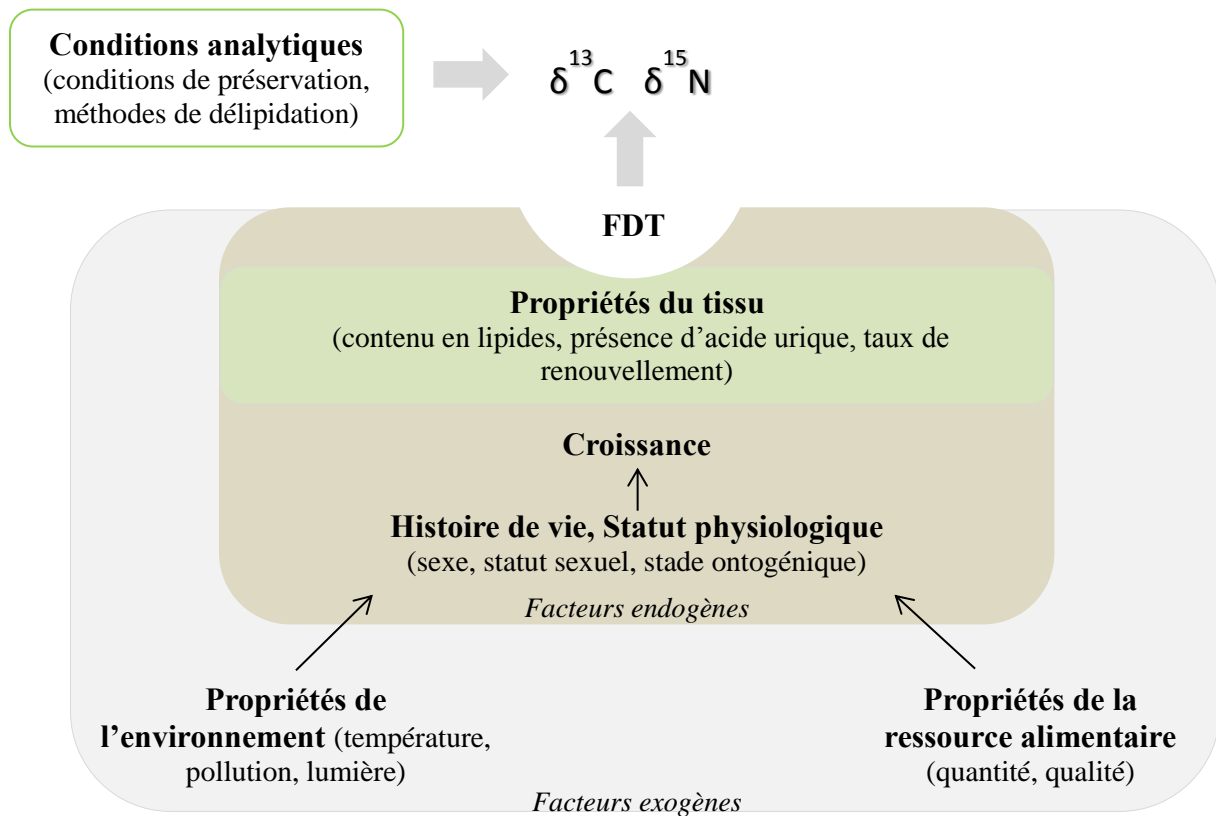 Conditions analytiques
(conditions de préservation,
méthodes de délipidation)
δ¹³C δ¹⁵N
FDT
Propriétés du tissu
(contenu en lipides, présence d’acide urique, taux de
renouvellement)
Croissance
Histoire de vie, Statut physiologique
(sexe, statut sexuel, stade ontogénique)
Facteurs endogènes
Propriétés de
l’environnement (température,
pollution, lumière)
Propriétés de la
ressource alimentaire
(quantité, qualité)
Facteurs exogènes